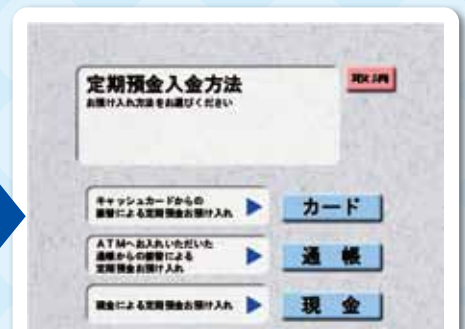 定期預金入金方法
お預け入れ方法をお選びください
取消
キャッシュカードからの
振替による定期預金お預け入れ
カード
ATMへお入れいただいた
通帳からの振替による
定期預金お預け入れ
通帳
現金による定期預金お預け入れ
現金